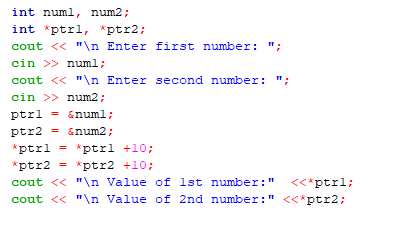 int num1, num2;
int *ptr1, *ptr2;
cout << "\n Enter first number: ";
cin >> num1;
cout << "\n Enter second number: ";
cin >> num2;
ptr1 = &num1;
ptr2 = &num2;
*ptr1 = *ptr1 +10;
*ptr2 = *ptr2 +10;
cout << "\n Value of 1st number:"  <<*ptr1;
cout << "\n Value of 2nd number:" <<*ptr2;